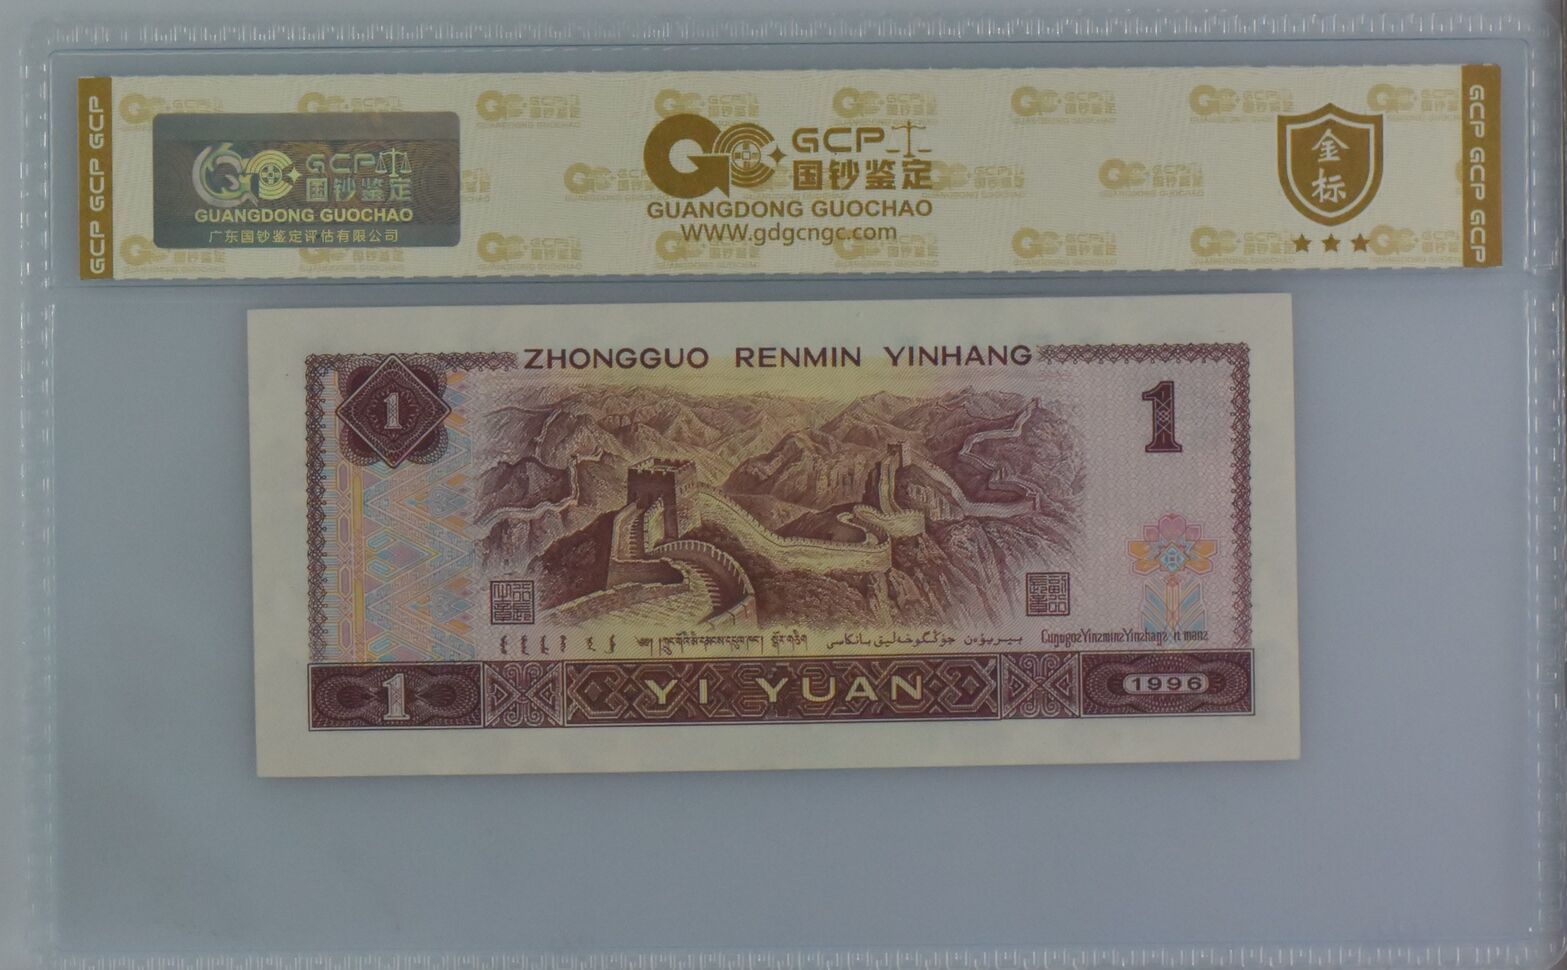 GCP GCP GCP
GCP
国钞鉴定
GUANGDONG GUOCHAO
广东国钞鉴定评估有限公司
GCP
国钞鉴定
GUANGDONG GUOCHAO
WWW.gdgcngc.com
金标
GCP GCP GCP
ZHONGGUO RENMIN YINHANG
1
1
1
YI YUAN
1996